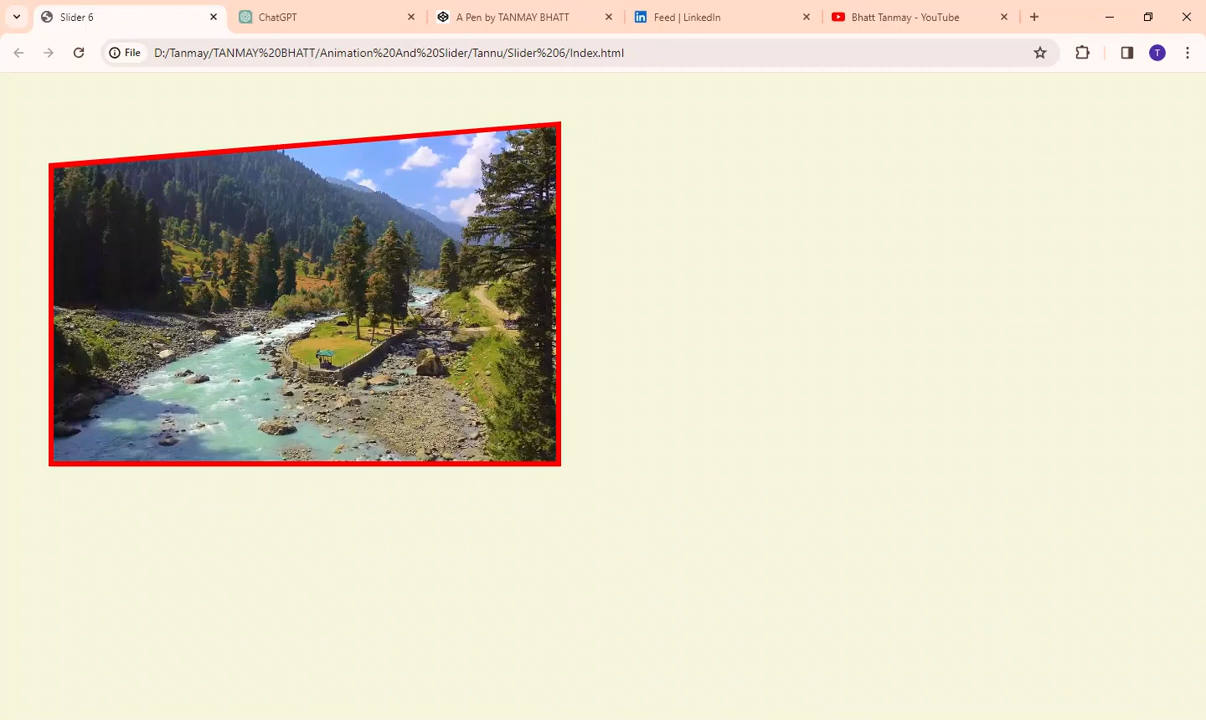 Slider 6
ChatGPT
A Pen by TANMAY BHATT
Feed | LinkedIn
Bhatt Tanmay - YouTube
File
D:/Tanmay/TANMAY%20BHATT/Animation%20And%20Slider/Tannu/Slider%206/Index.html
T